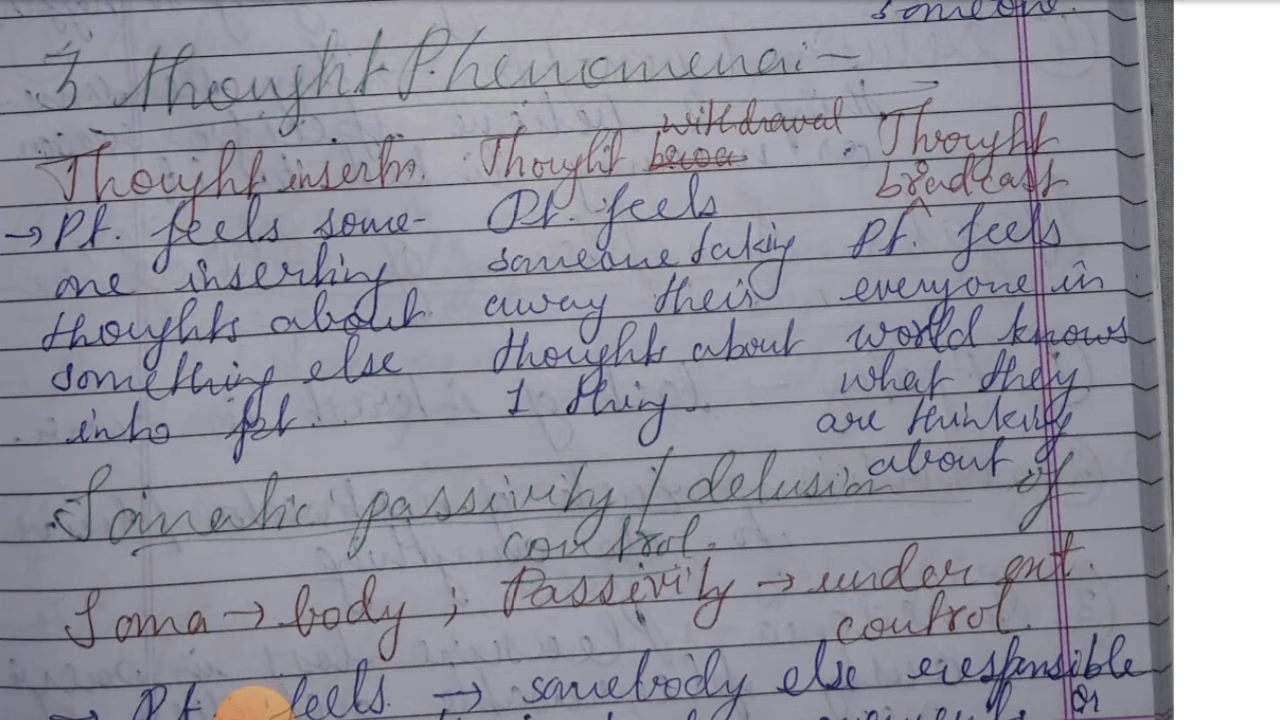 someone.
3 thought Phenomena:-
Thought insertn. Thought withdrawal Thought broadcast
→ Pt. feels some-
one inserting
thoughts about
something else
into pt.
Pt. feels
someone taking
away their
thoughts about
1 thing.
Pt. feels
everyone in
world knows
what they
are thinking
about
Somatic passivity / delusion of
control.
Soma → body ; Passivity → under ext.
control.
→ Pt. feels → somebody else responsible
or